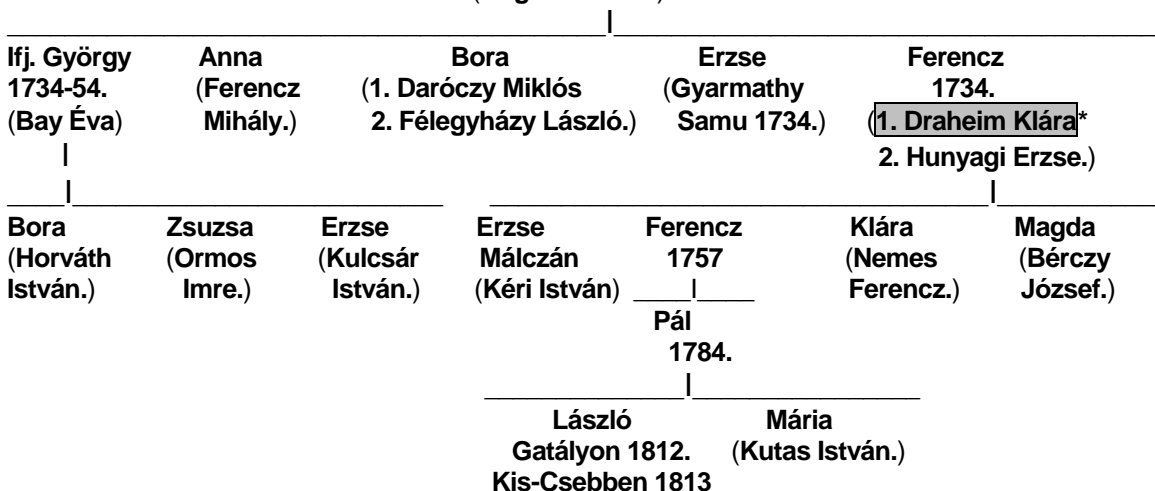 Ifj. György Anna Bora Erzse Ferencz
1734-54. (Ferencz (1. Daróczy Miklós (Gyarmathy 1734.
(Bay Éva) Mihály.) 2. Félegyházy László.) Samu 1734.) (1. Draheim Klára*
2. Hunyagi Erzse.)
Bora Zsuzsa Erzse Erzse Ferencz Klára Magda
(Horváth (Ormos (Kulcsár Málczán 1757 (Nemes (Bérczy
István.) Imre.) István.) (Kéri István) Ferencz.) József.)
Pál
1784.
László Mária
Gatályon 1812. (Kutas István.)
Kis-Csebben 1813